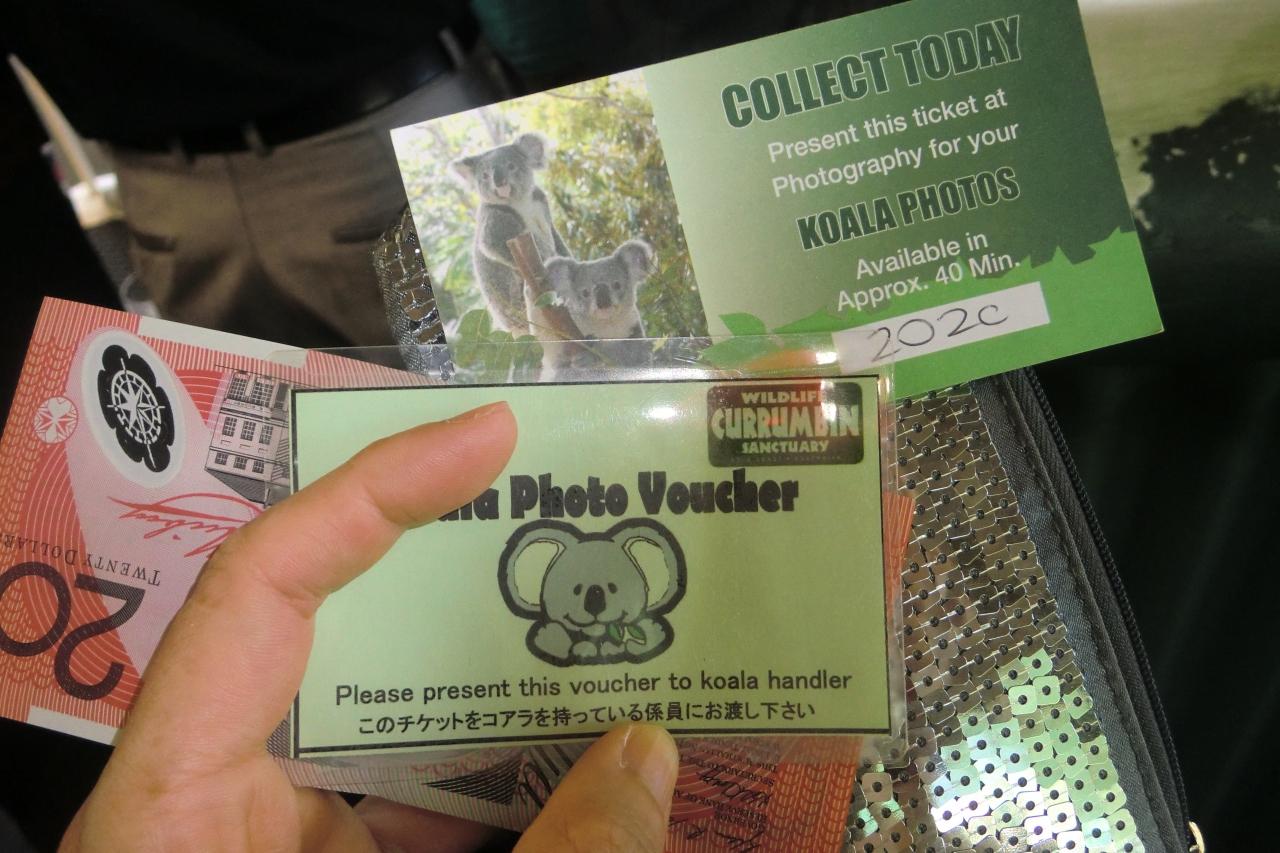 COLLECT TODAY
Present this ticket at
Photography for your
KOALA PHOTOS
Available in
Approx. 40 Min.
202c
WILDLIFE
CURRUMBIN
SANCTUARY
Photo Voucher
Please present this voucher to koala handler
このチケットをコアラを持っている係員にお渡し下さい
TWENTY DOLLARS
20